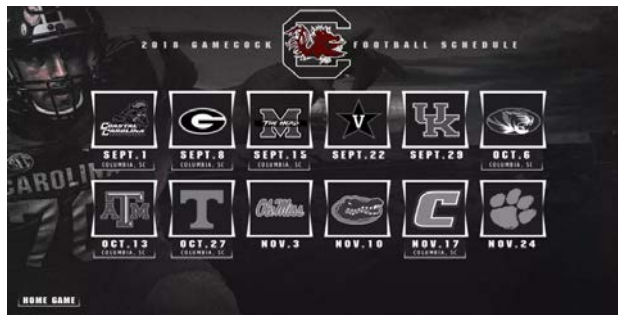 2018 GAMECOCK FOOTBALL SCHEDULE
COASTAL CAROLINA
G
M
THE HERD
V
UK
SEPT.1 SEPT.8 SEPT.15 SEPT.22 SEPT.29 OCT.6
COLUMBIA, SC COLUMBIA, SC COLUMBIA, SC COLUMBIA, SC
CAROLINA
70
ATM
T
Ole Miss
C
OCT.13 OCT.27 NOV.3 NOV.10 NOV.17 NOV.24
COLUMBIA, SC COLUMBIA, SC COLUMBIA, SC
HOME GAME